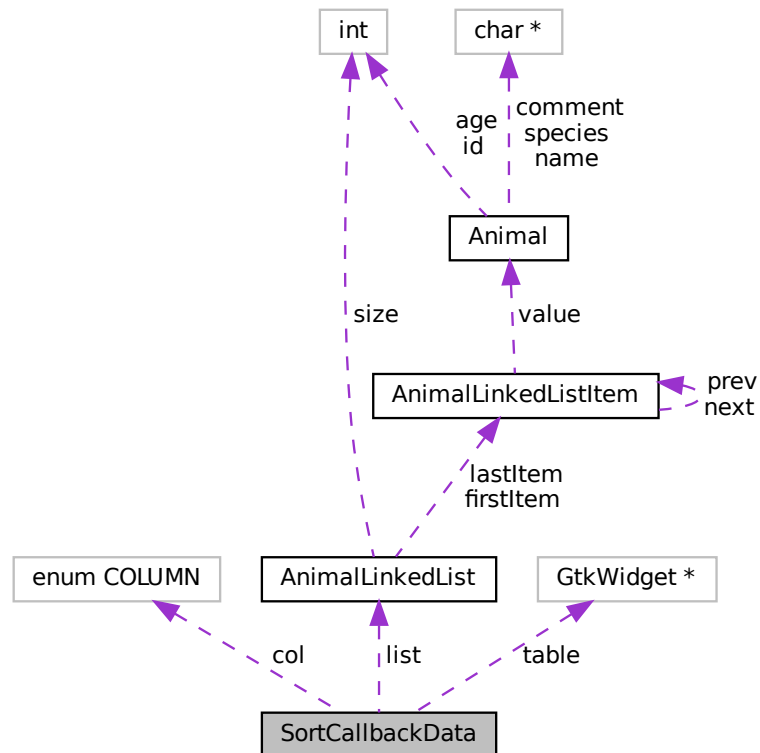 int
char *
comment
age
species
id
name
Animal
size
value
prev
AnimalLinkedListItem
next
lastItem
firstItem
enum COLUMN
AnimalLinkedList
GtkWidget *
col
list
table
SortCallbackData